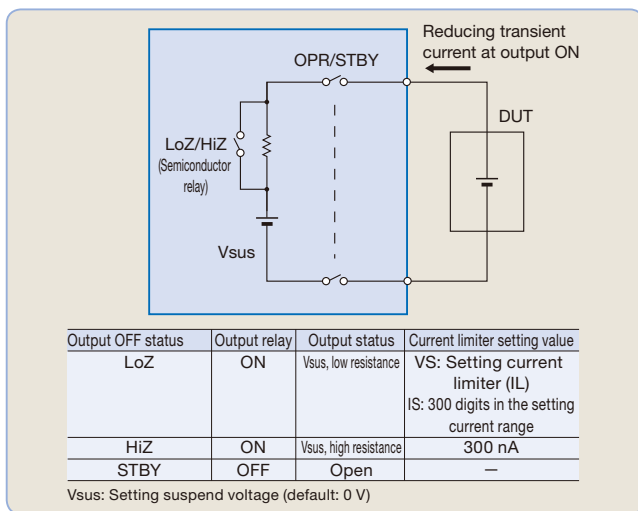 Reducing transient
current at output ON
OPR/STBY
DUT
LoZ/HiZ
(Semiconductor
relay)
Vsus
Output OFF status Output relay Output status Current limiter setting value
LoZ ON Vsus, low resistance VS: Setting current
limiter (IL)
IS: 300 digits in the setting
current range
HiZ ON Vsus, high resistance 300 nA
STBY OFF Open —
Vsus: Setting suspend voltage (default: 0 V)